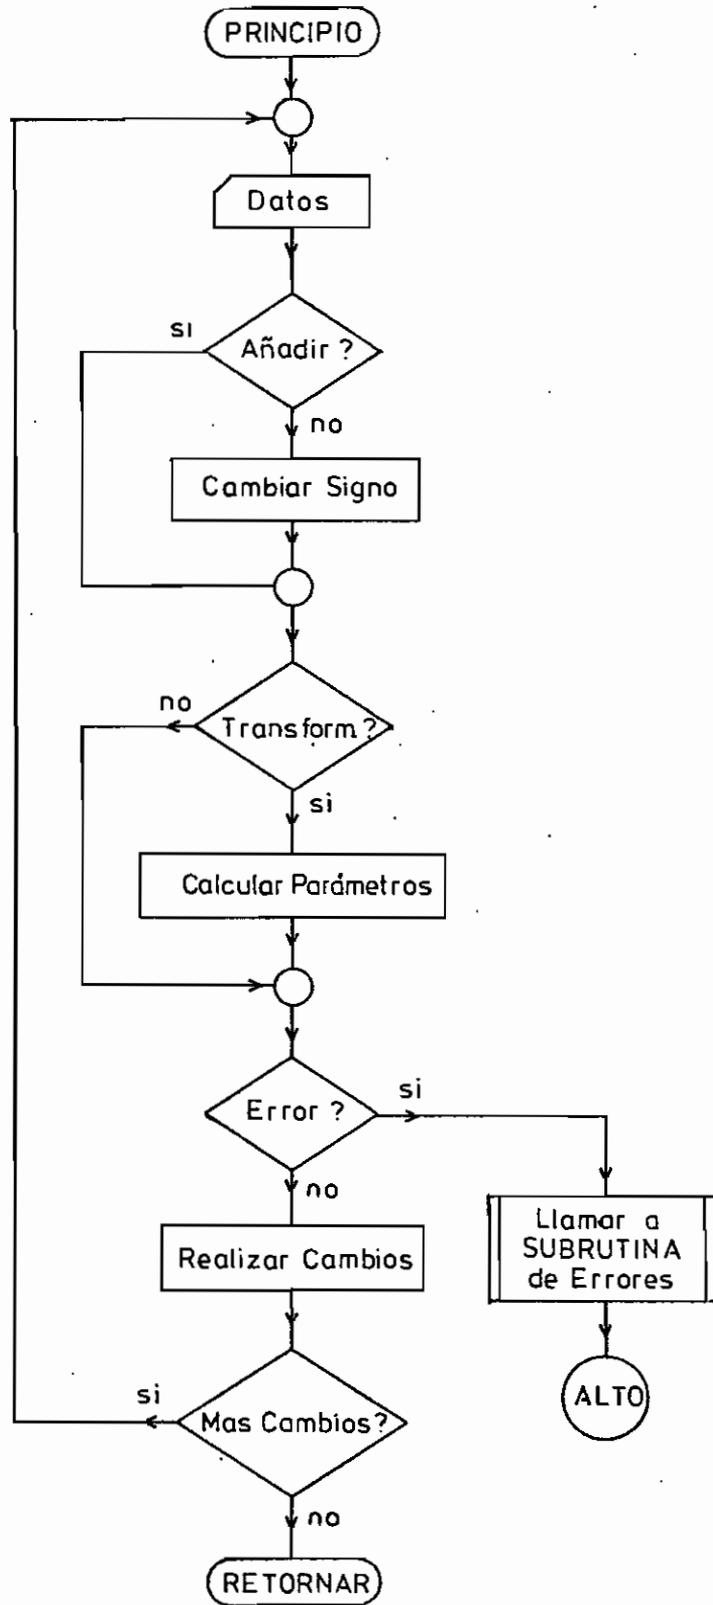 PRINCIPIO
Datos
si
Añadir ?
no
Cambiar Signo
no
Transform ?
si
Calcular Parámetros
Error ?
si
no
Llamar a
SUBRUTINA
de Errores
Realizar Cambios
ALTO
si
Mas Cambios?
no
RETORNAR